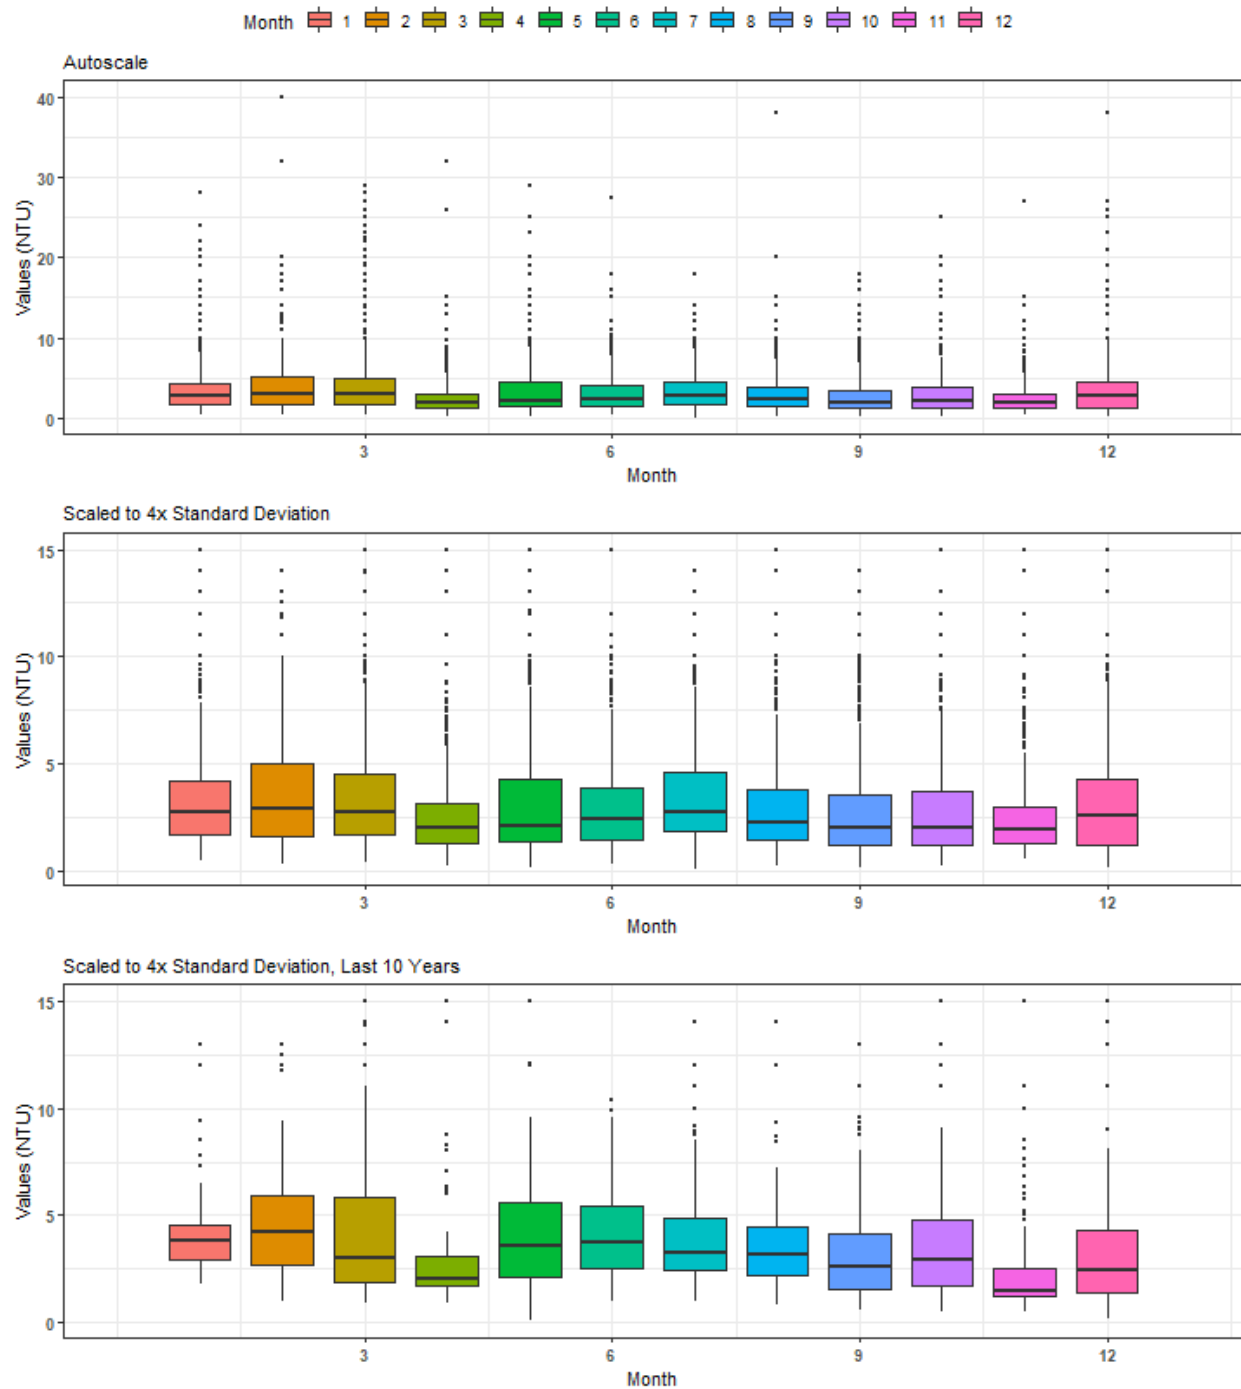 Month 1 2 3 4 5 6 7 8 9 10 11 12
Autoscale
Values (NTU)
40
30
20
10
0
3 6 9 12
Month
Scaled to 4x Standard Deviation
Values (NTU)
15
10
5
0
3 6 9 12
Month
Scaled to 4x Standard Deviation, Last 10 Years
Values (NTU)
15
10
5
0
3 6 9 12
Month